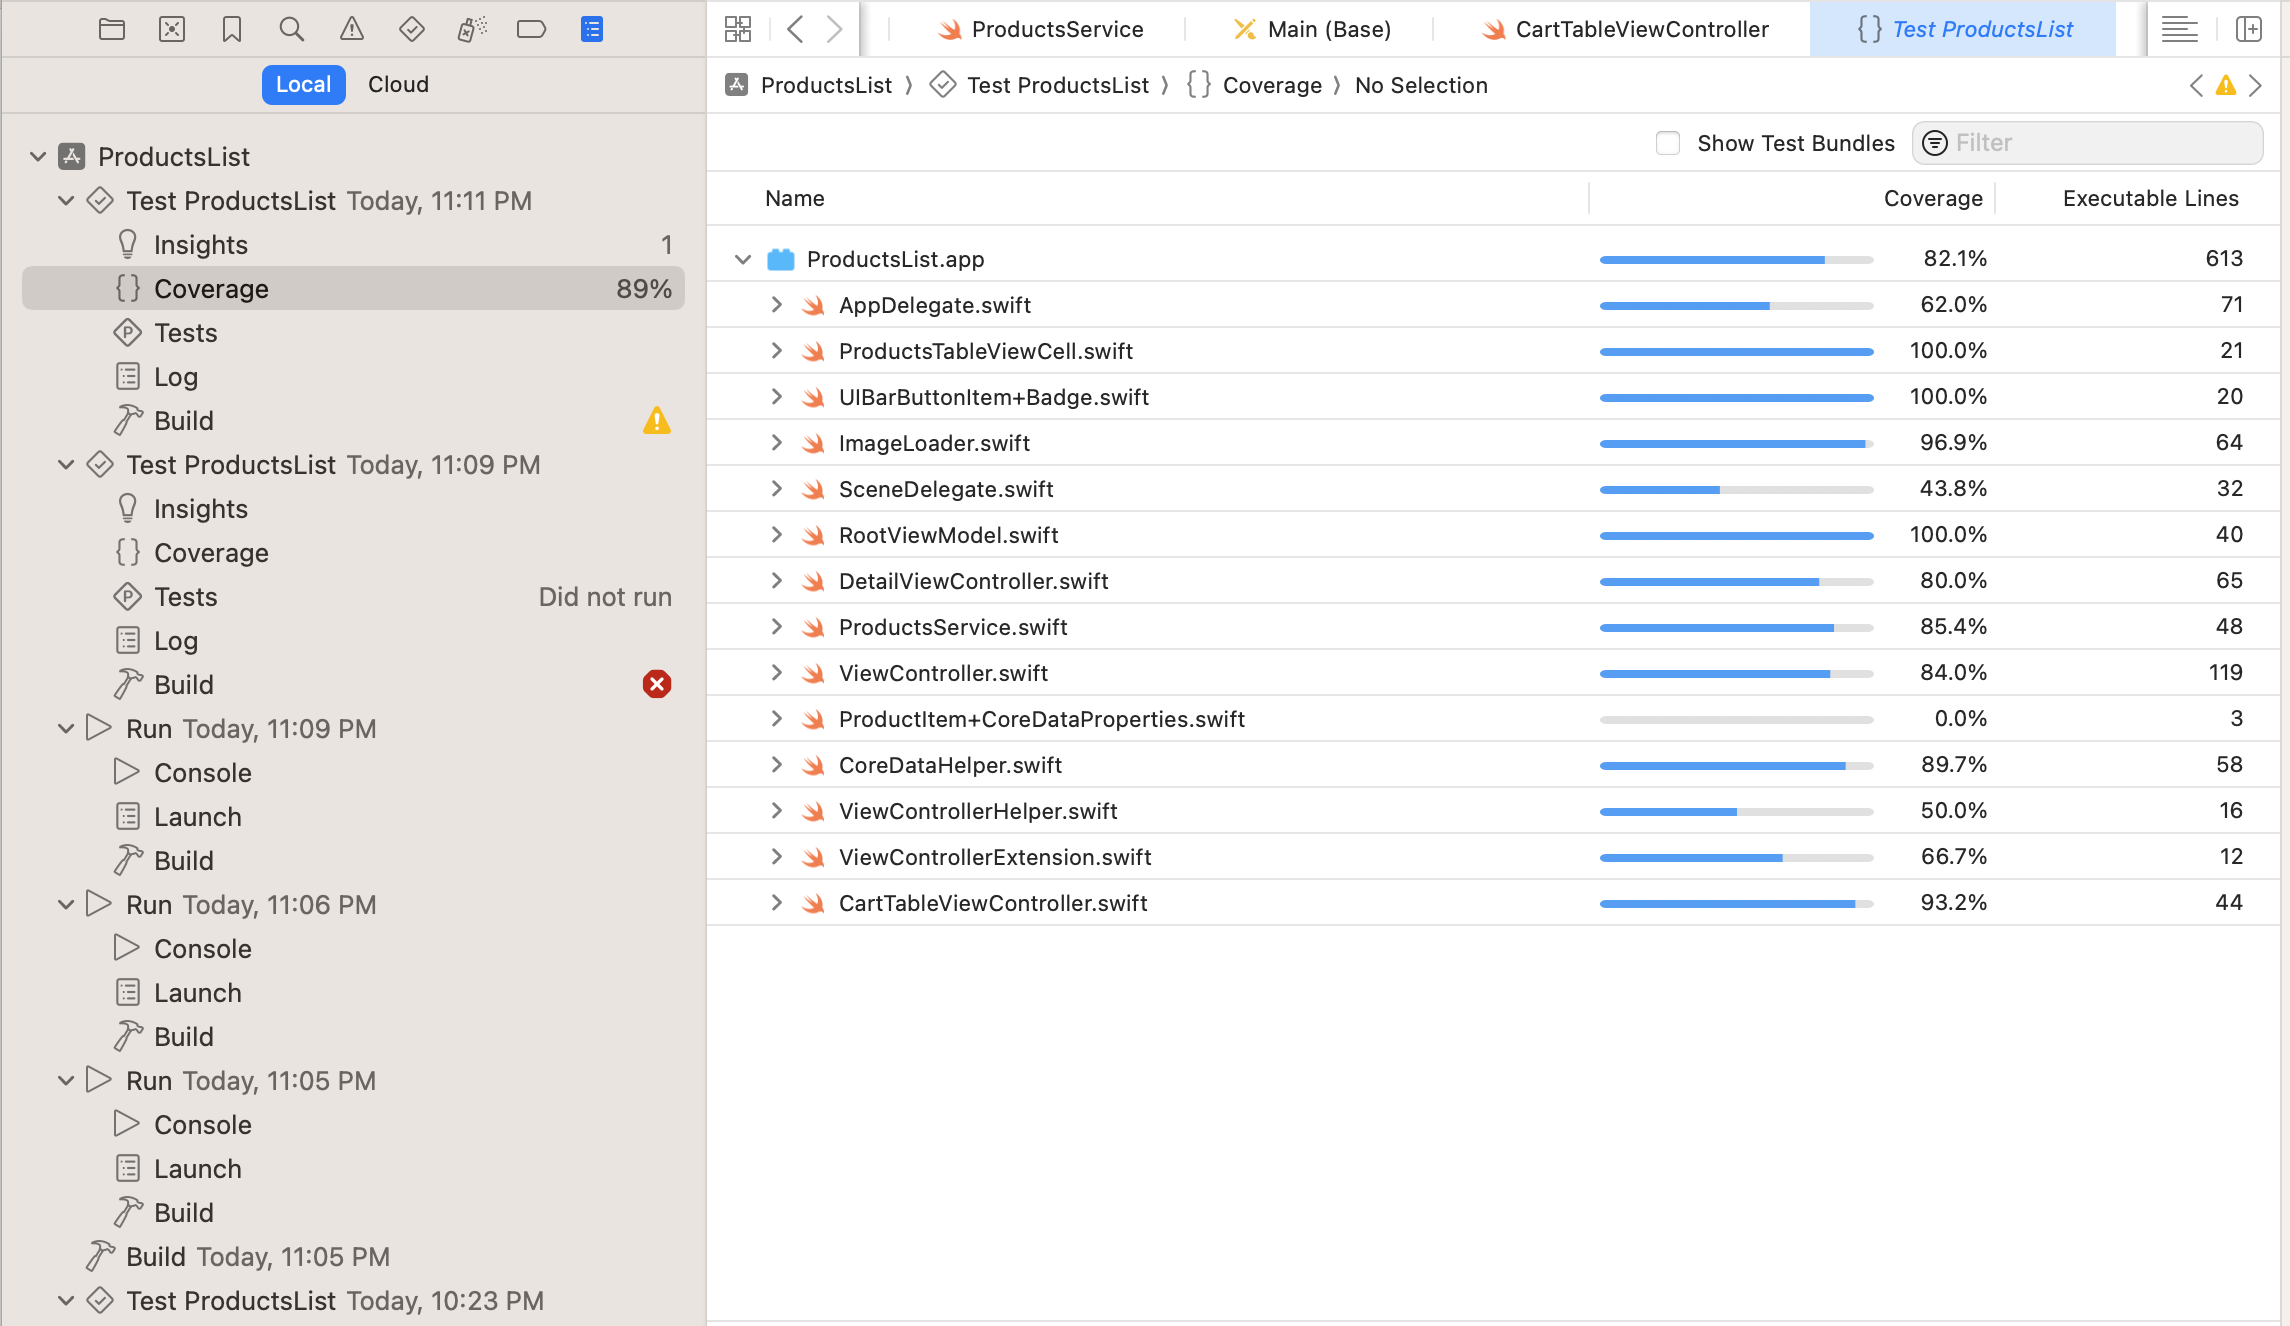 ProductsService
Main (Base)
CartTableViewController
Test ProductsList
Local
Cloud
ProductsList
Test ProductsList
Coverage
No Selection
Show Test Bundles
Filter
ProductsList
Test ProductsList Today, 11:11 PM
Insights 1
Coverage 89%
Tests
Log
Build
Test ProductsList Today, 11:09 PM
Insights
Coverage
Tests Did not run
Log
Build
Run Today, 11:09 PM
Console
Launch
Build
Run Today, 11:06 PM
Console
Launch
Build
Run Today, 11:05 PM
Console
Launch
Build
Build Today, 11:05 PM
Test ProductsList Today, 10:23 PM
Name Coverage Executable Lines
ProductsList.app 82.1% 613
AppDelegate.swift 62.0% 71
ProductsTableViewCell.swift 100.0% 21
UIBarButtonItem+Badge.swift 100.0% 20
ImageLoader.swift 96.9% 64
SceneDelegate.swift 43.8% 32
RootViewModel.swift 100.0% 40
DetailViewController.swift 80.0% 65
ProductsService.swift 85.4% 48
ViewController.swift 84.0% 119
ProductItem+CoreDataProperties.swift 0.0% 3
CoreDataHelper.swift 89.7% 58
ViewControllerHelper.swift 50.0% 16
ViewControllerExtension.swift 66.7% 12
CartTableViewController.swift 93.2% 44